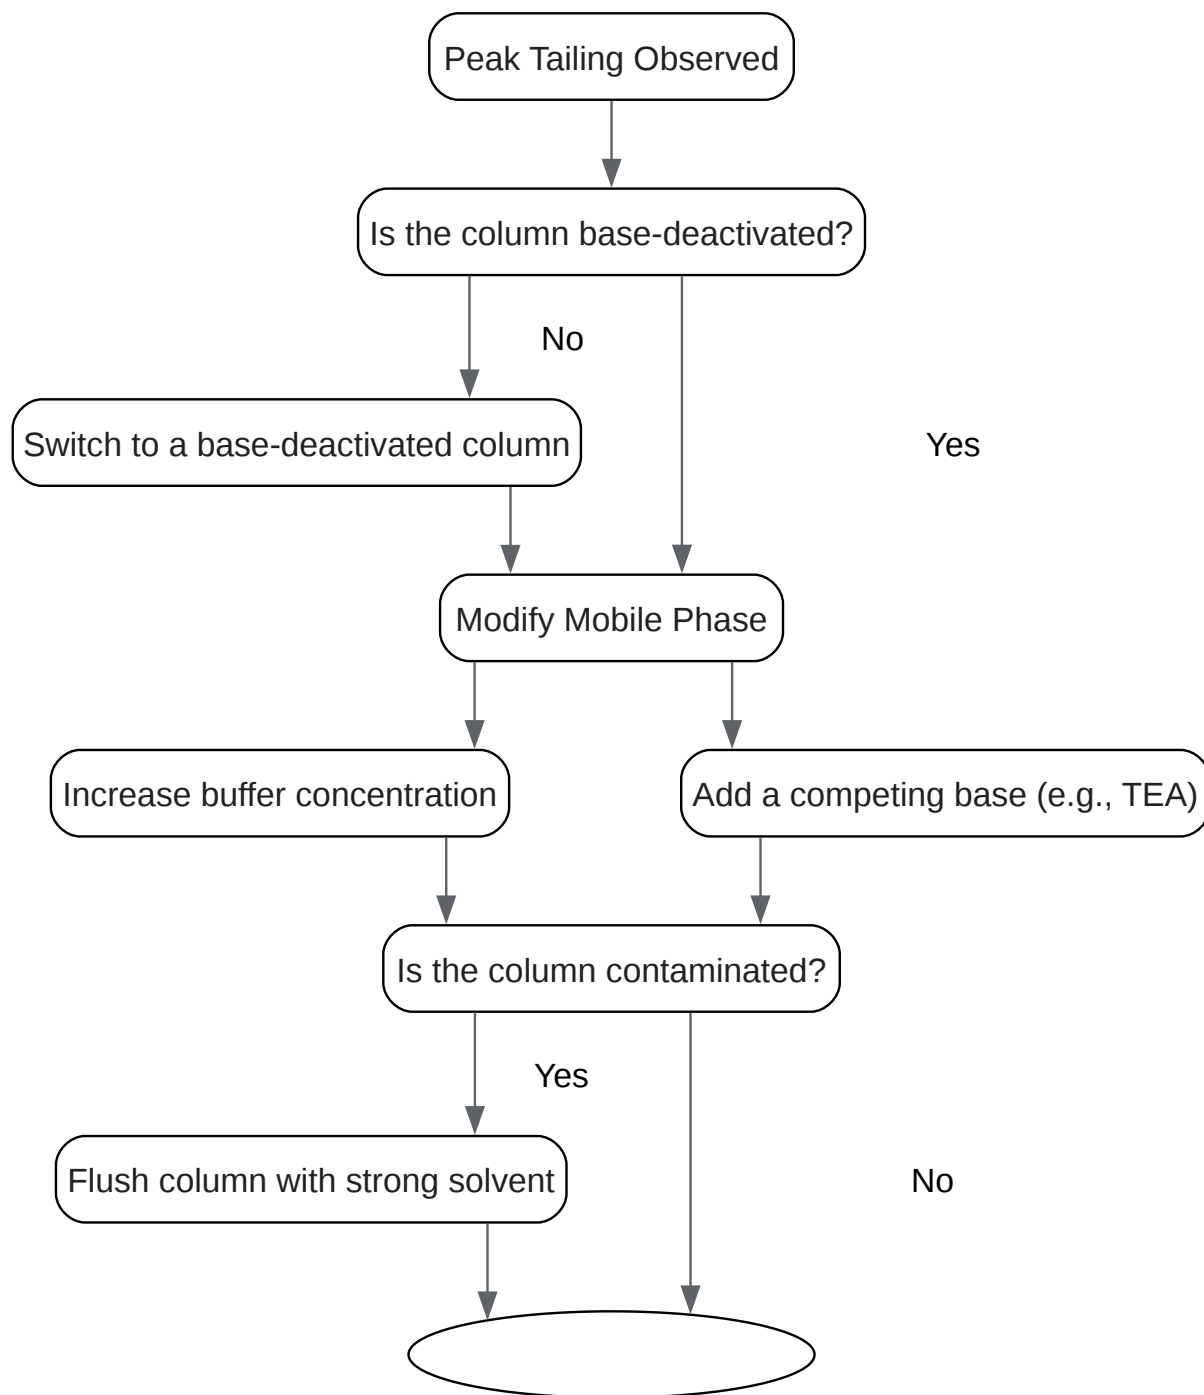 Peak Tailing Observed
Is the column base-deactivated?
No
Switch to a base-deactivated column
Yes
Modify Mobile Phase
Increase buffer concentration
Add a competing base (e.g., TEA)
Is the column contaminated?
Yes
Flush column with strong solvent
No